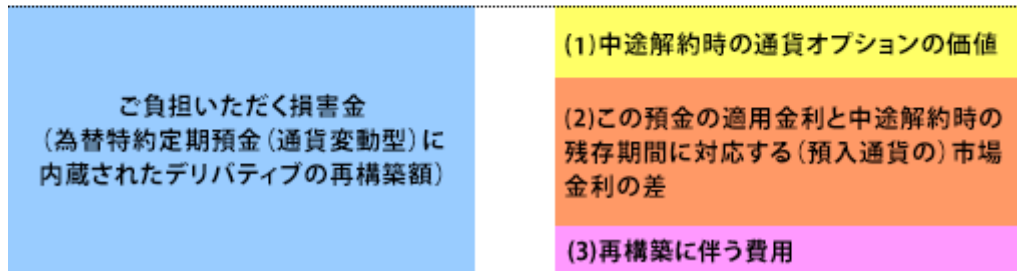 ご負担いただく損害金
(為替特約定期預金(通貨変動型)に
内蔵されたデリバティブの再構築額)
(1)中途解約時の通貨オプションの価値
(2)この預金の適用金利と中途解約時の
残存期間に対応する(預入通貨の)市場
金利の差
(3)再構築に伴う費用